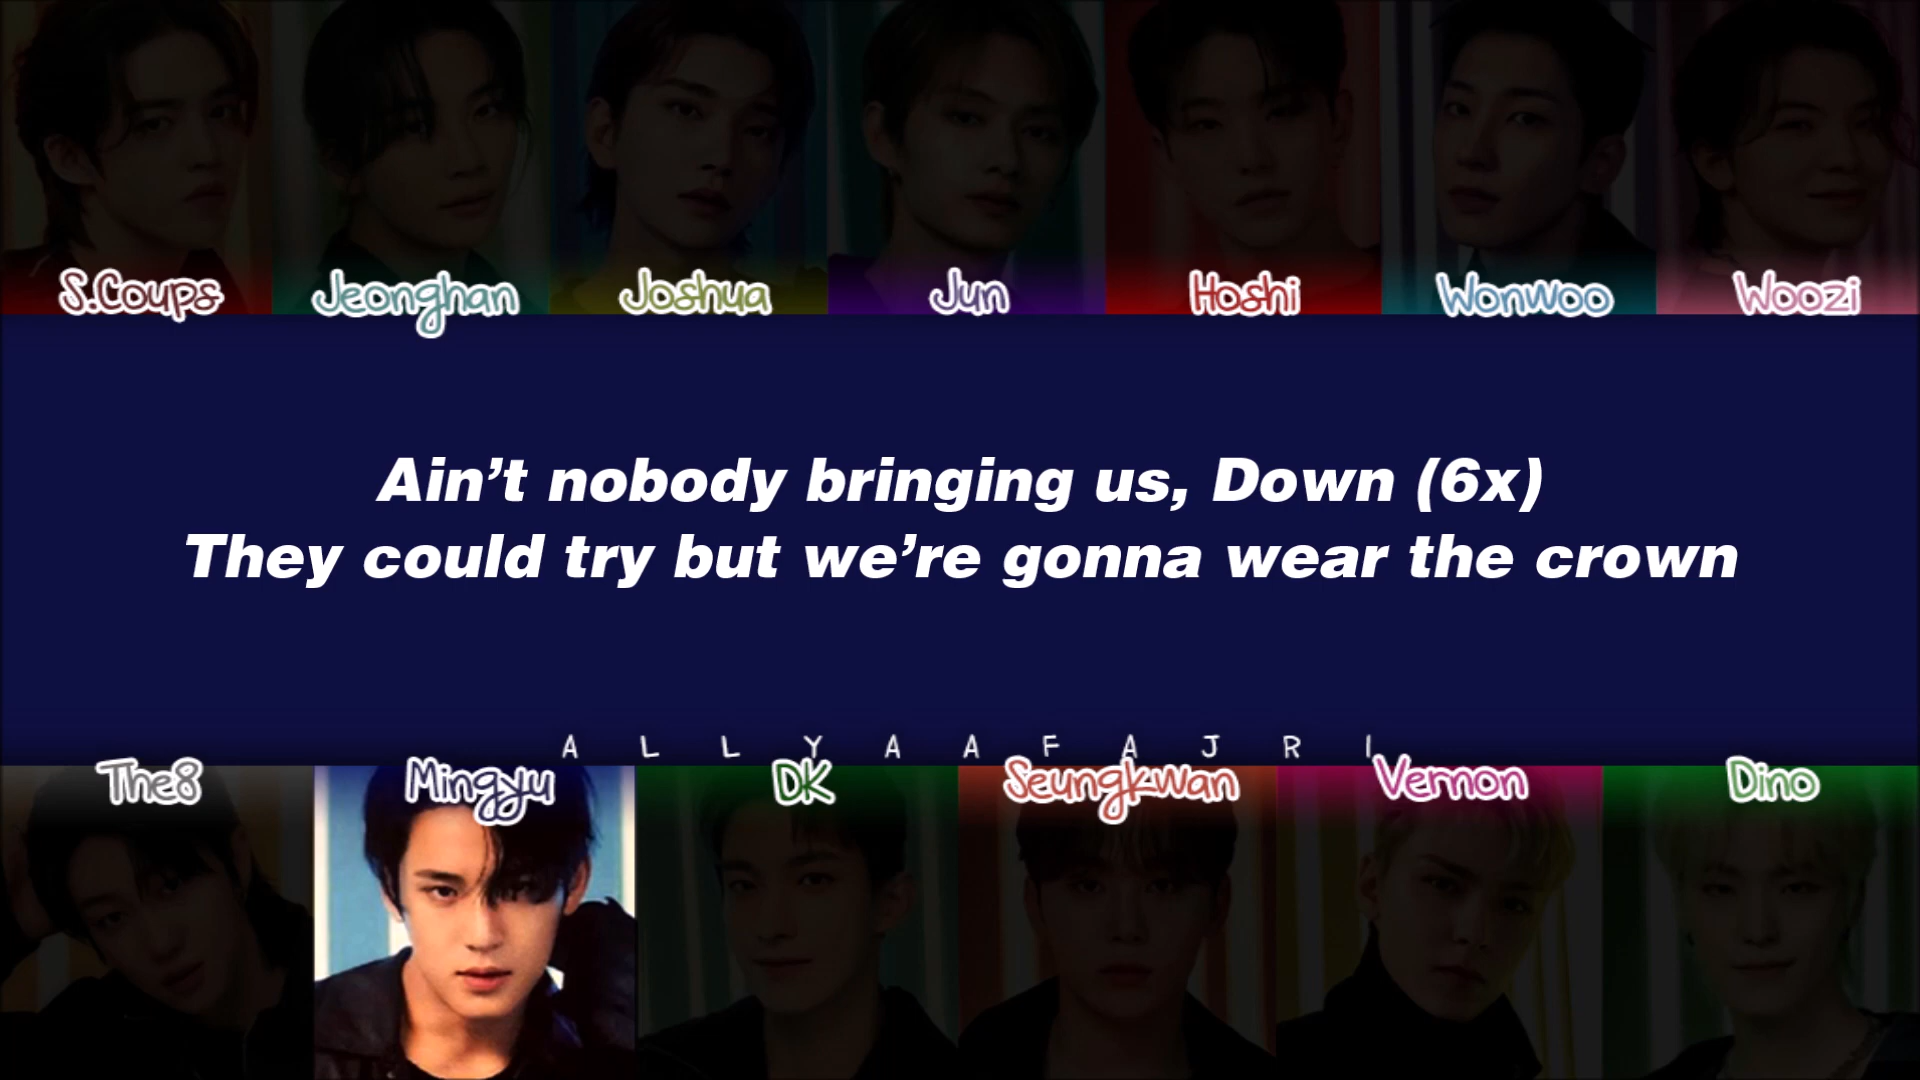 S.Coups Jeonghan Joshua Jun Hoshi Wonwoo Woozi
Ain't nobody bringing us, Down (6x)
They could try but we're gonna wear the crown
A L L Y A A F A J R I
The8 Mingyu DK Seungkwan Vernon Dino